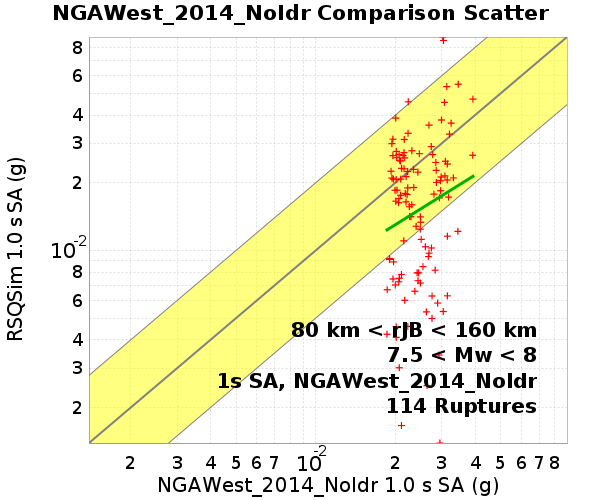 NGAWest_2014_NoIdr Comparison Scatter
RSQSim 1.0 s SA (g)
8
6
4
3
2
10-2
8
6
4
3
2
80 km < rJB < 160 km
7.5 < Mw < 8
1s SA, NGAWest_2014_NoIdr
114 Ruptures
2 3 4 5 6 7 10-2 2 3 4 5 6 7 8
NGAWest_2014_NoIdr 1.0 s SA (g)